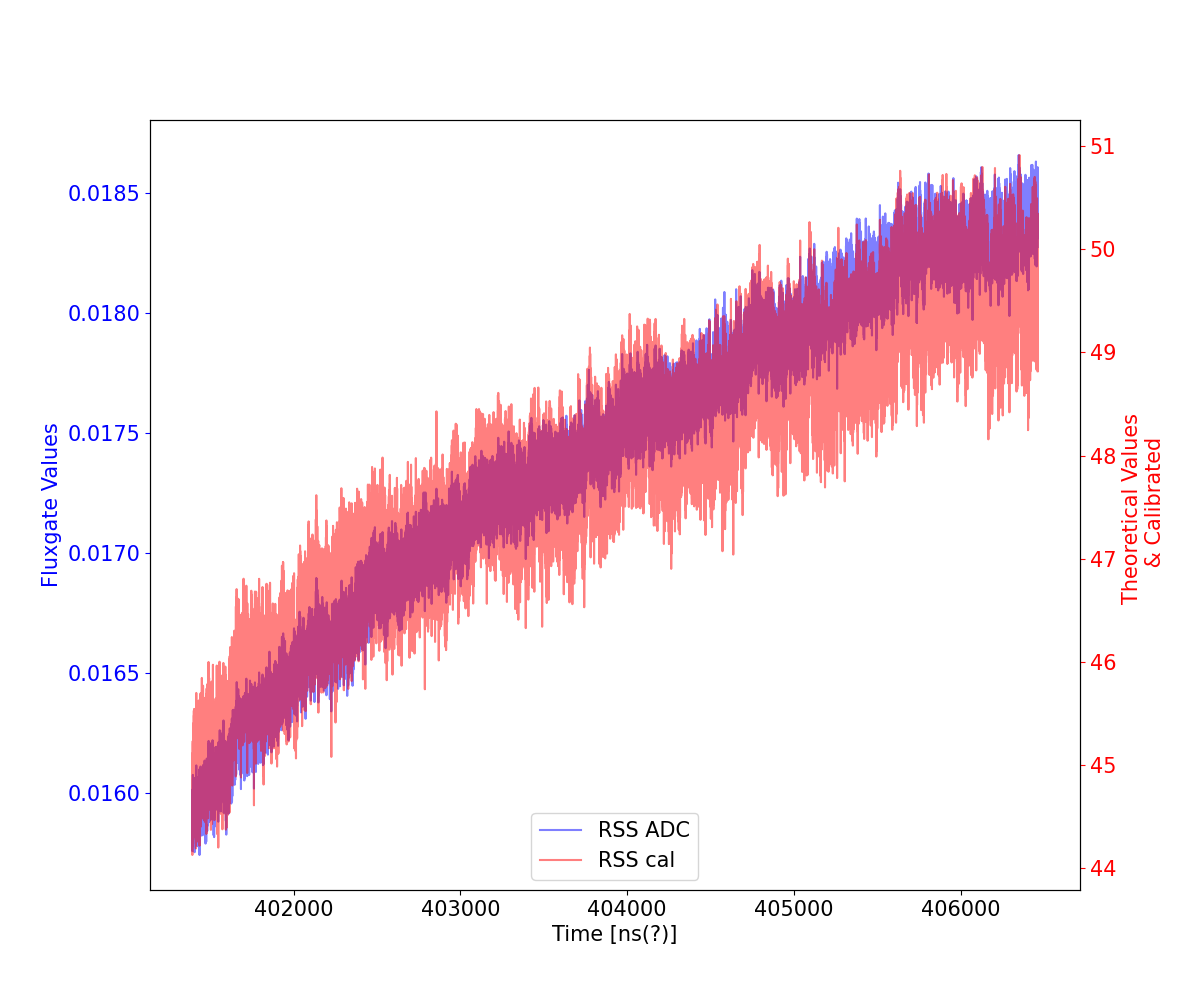 0.0185
0.0180
0.0175
0.0170
0.0165
0.0160
Fluxgate Values
51
50
49
48
47
46
45
44
Theoretical Values
& Calibrated
RSS ADC
RSS cal
402000 403000 404000 405000 406000
Time [ns(?)]